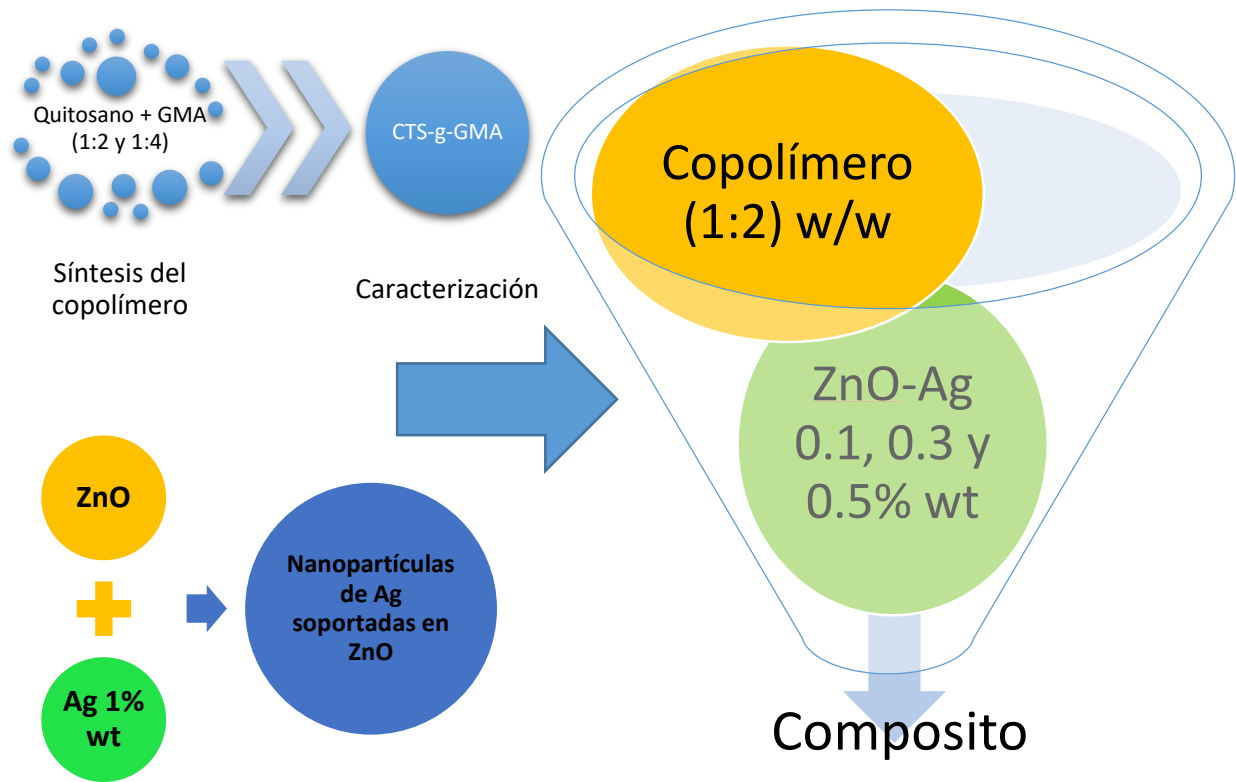 Quitosano + GMA
(1:2 y 1:4)
CTS-g-GMA
Síntesis del
copolímero
Caracterización
ZnO
Ag 1%
wt
Nanopartículas
de Ag
soportadas en
ZnO
Copolímero
(1:2) w/w
ZnO-Ag
0.1, 0.3 y
0.5% wt
Composito